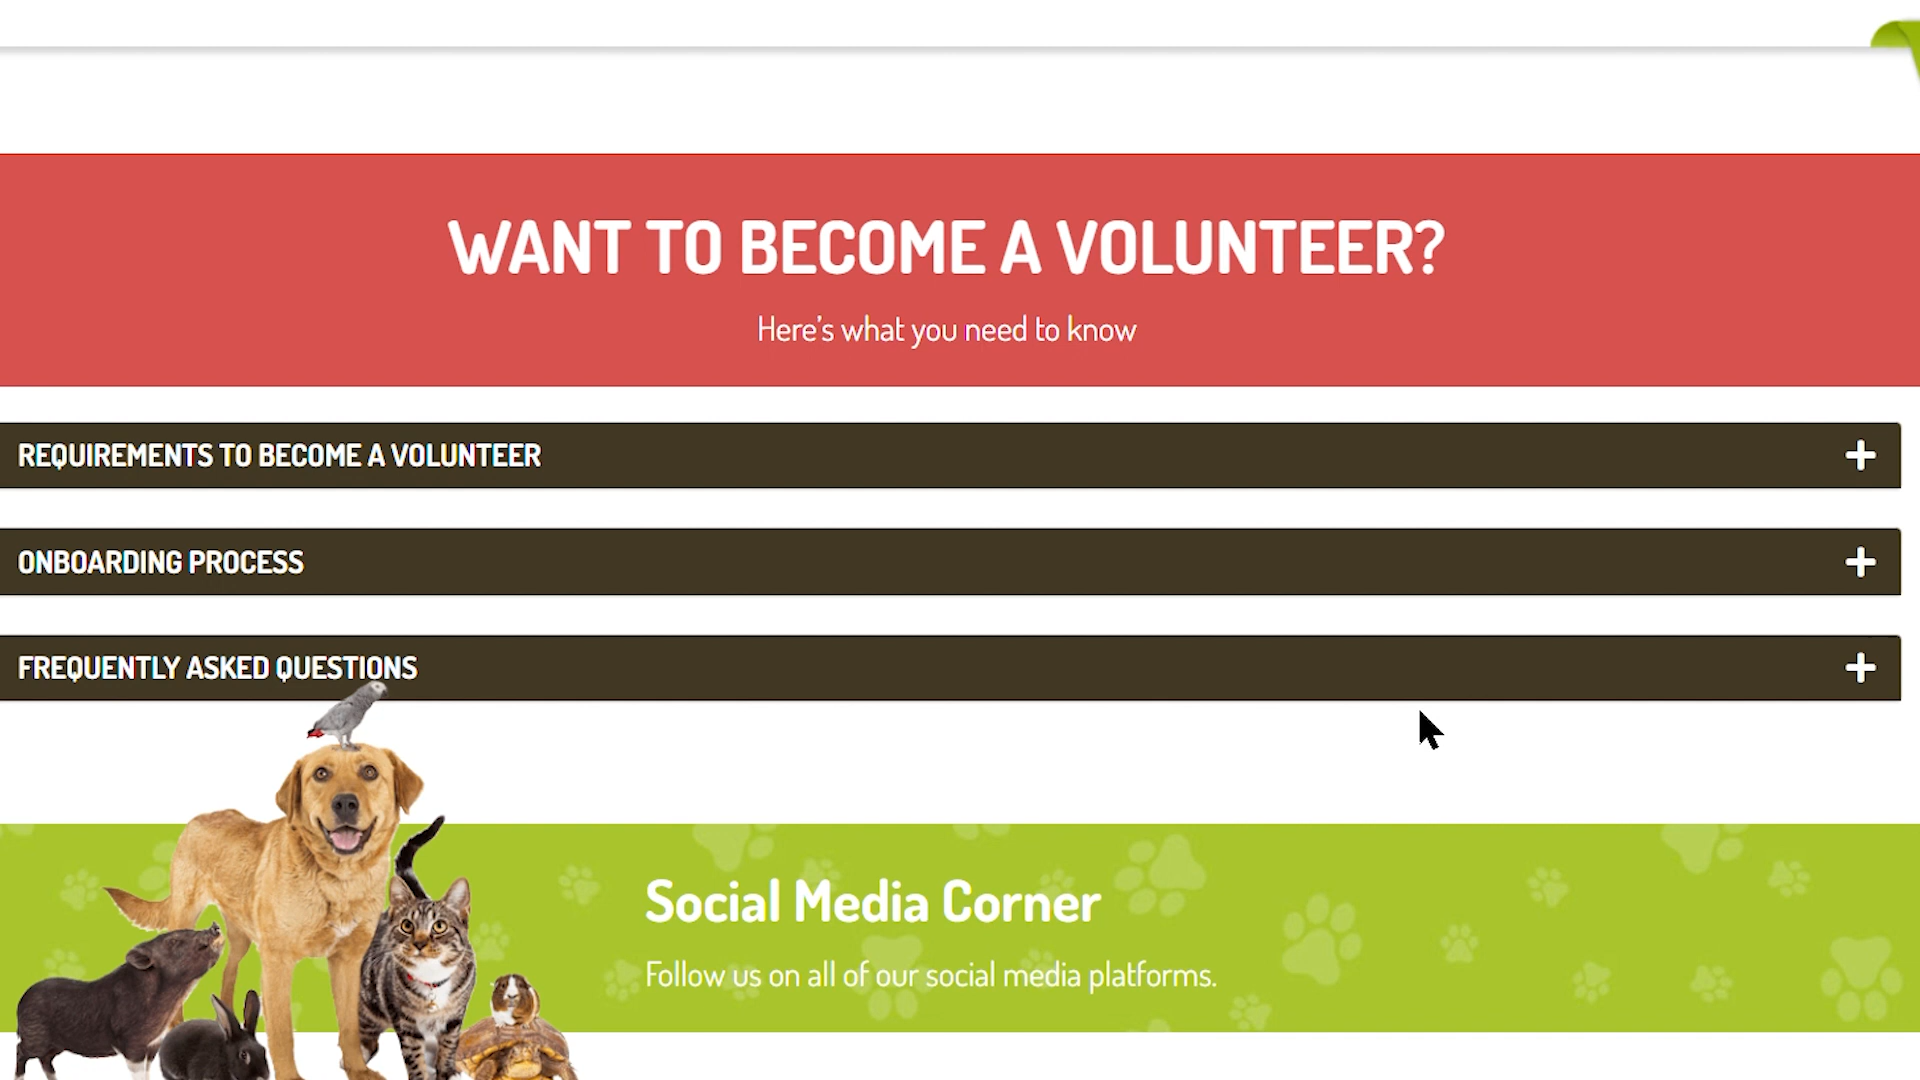 WANT TO BECOME A VOLUNTEER?
Here's what you need to know
REQUIREMENTS TO BECOME A VOLUNTEER
ONBOARDING PROCESS
FREQUENTLY ASKED QUESTIONS
Social Media Corner
Follow us on all of our social media platforms.